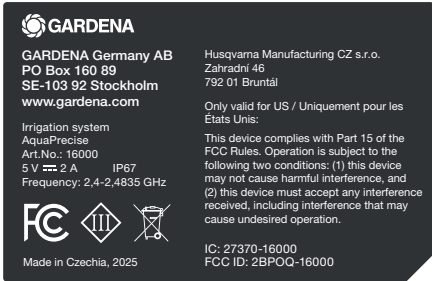 GARDENA
GARDENA Germany AB
PO Box 160 89
SE-103 92 Stockholm
www.gardena.com
Irrigation system
AquaPrecise
Art.No.: 16000
5 V ⎓ 2 A IP67
Frequency: 2,4-2,4835 GHz
FC III
Made in Czechia, 2025
Husqvarna Manufacturing CZ s.r.o.
Zahradní 46
792 01 Bruntál
Only valid for US / Uniquement pour les
États Unis:
This device complies with Part 15 of the
FCC Rules. Operation is subject to the
following two conditions: (1) this device
may not cause harmful interference, and
(2) this device must accept any interference
received, including interference that may
cause undesired operation.
IC: 27370-16000
FCC ID: 2BPOQ-16000